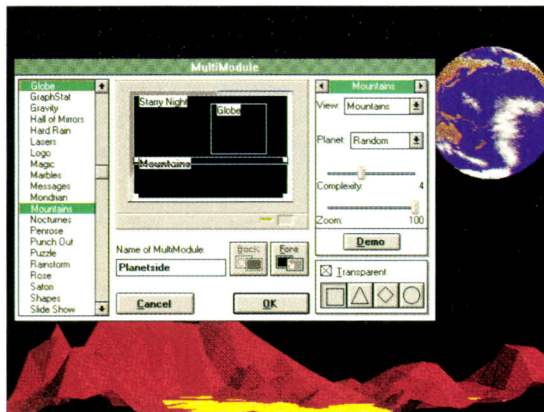 MultiModule
Globe
GraphStat
Gravity
Hall of Mirrors
Hard Rain
Lasers
Logo
Magic
Marbles
Messages
Mondrian
Mountains
Nocturnes
Penrose
Punch Out
Puzzle
Rainstorm
Rose
Satori
Shapes
Slide Show
Starry Night
Globe
Mountains
Name of MultiModule:
Planetside
Back
Fore
Cancel
OK
Mountains
View: Mountains
Planet: Random
Complexity: 4
Zoom: 100
Demo
Transparent